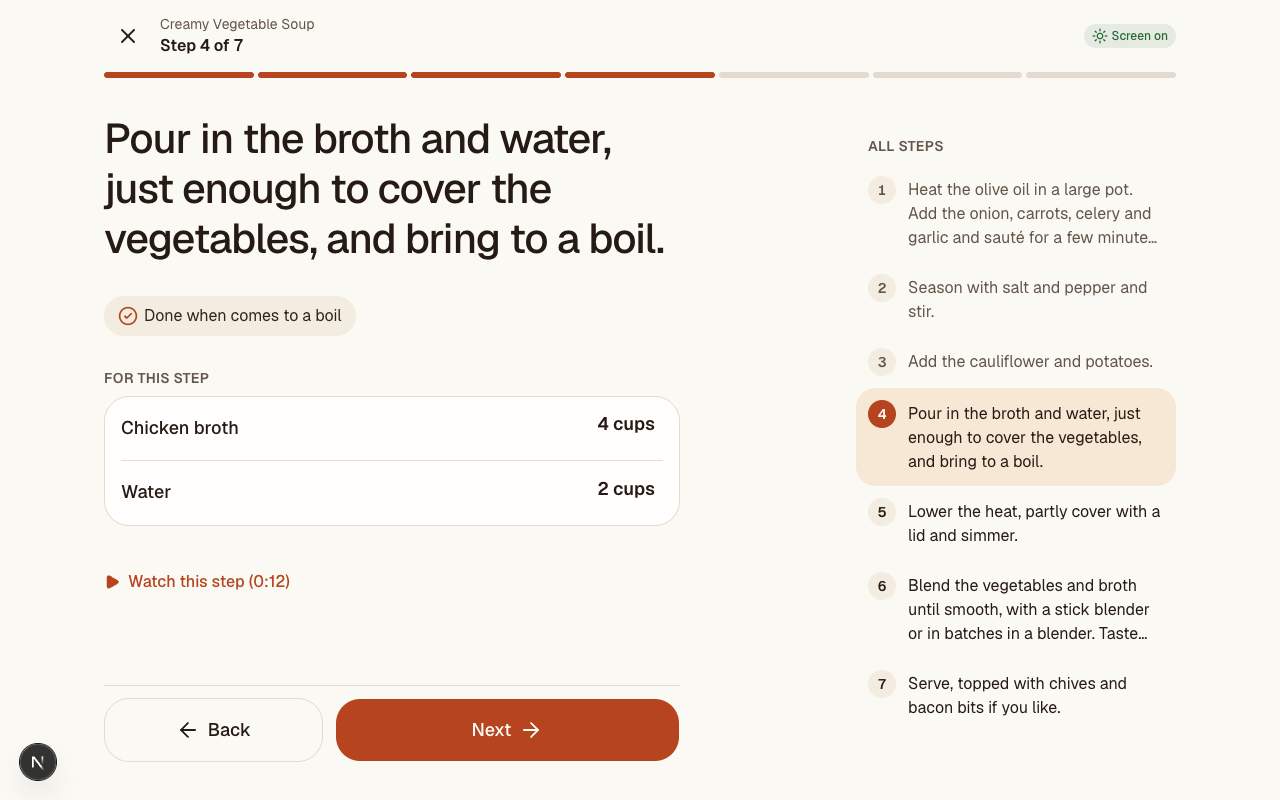 Creamy Vegetable Soup
Step 4 of 7
Screen on
Pour in the broth and water,
just enough to cover the
vegetables, and bring to a boil.
Done when comes to a boil
FOR THIS STEP
Chicken broth 4 cups
Water 2 cups
Watch this step (0:12)
Back
Next
ALL STEPS
1 Heat the olive oil in a large pot.
Add the onion, carrots, celery and
garlic and sauté for a few minute…
2 Season with salt and pepper and
stir.
3 Add the cauliflower and potatoes.
4 Pour in the broth and water, just
enough to cover the vegetables,
and bring to a boil.
5 Lower the heat, partly cover with a
lid and simmer.
6 Blend the vegetables and broth
until smooth, with a stick blender
or in batches in a blender. Taste…
7 Serve, topped with chives and
bacon bits if you like.
N